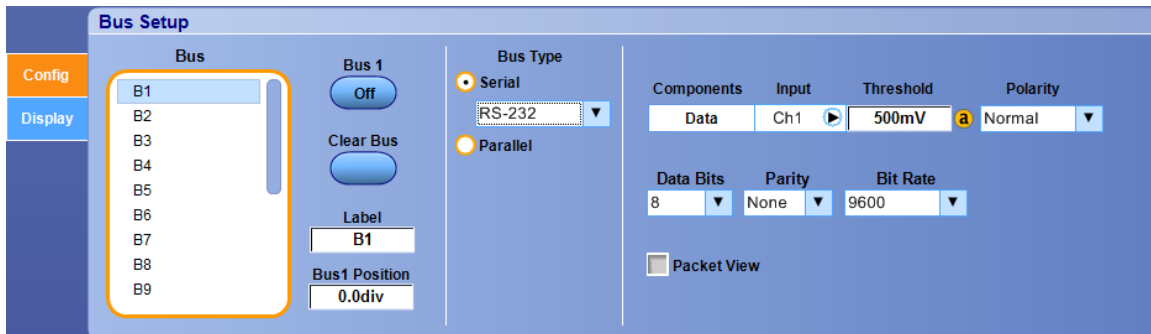 Bus Setup
Config
Display
Bus
B1
B2
B3
B4
B5
B6
B7
B8
B9
Bus 1
Off
Clear Bus
Label
B1
Bus1 Position
0.0div
Bus Type
Serial
RS-232
Parallel
Components Input Threshold Polarity
Data Ch1 500mV a Normal
Data Bits Parity Bit Rate
8 None 9600
Packet View